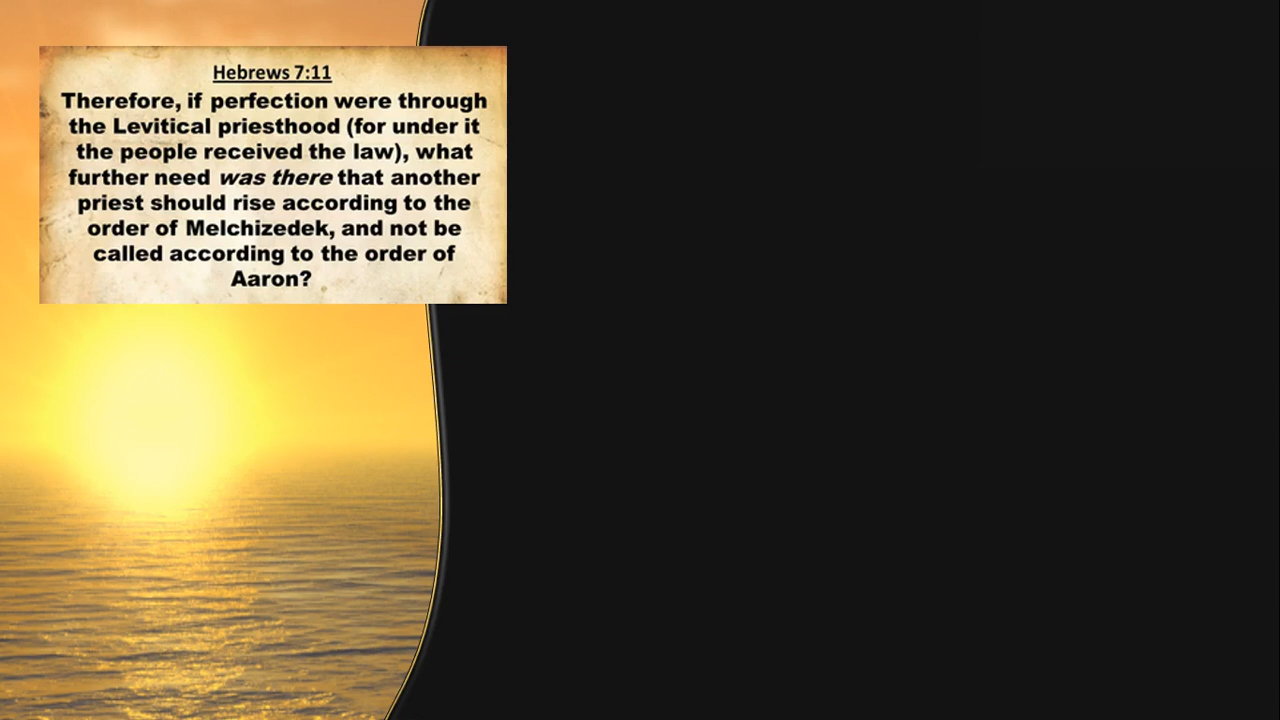 Hebrews 7:11
Therefore, if perfection were through
the Levitical priesthood (for under it
the people received the law), what
further need was there that another
priest should rise according to the
order of Melchizedek, and not be
called according to the order of
Aaron?